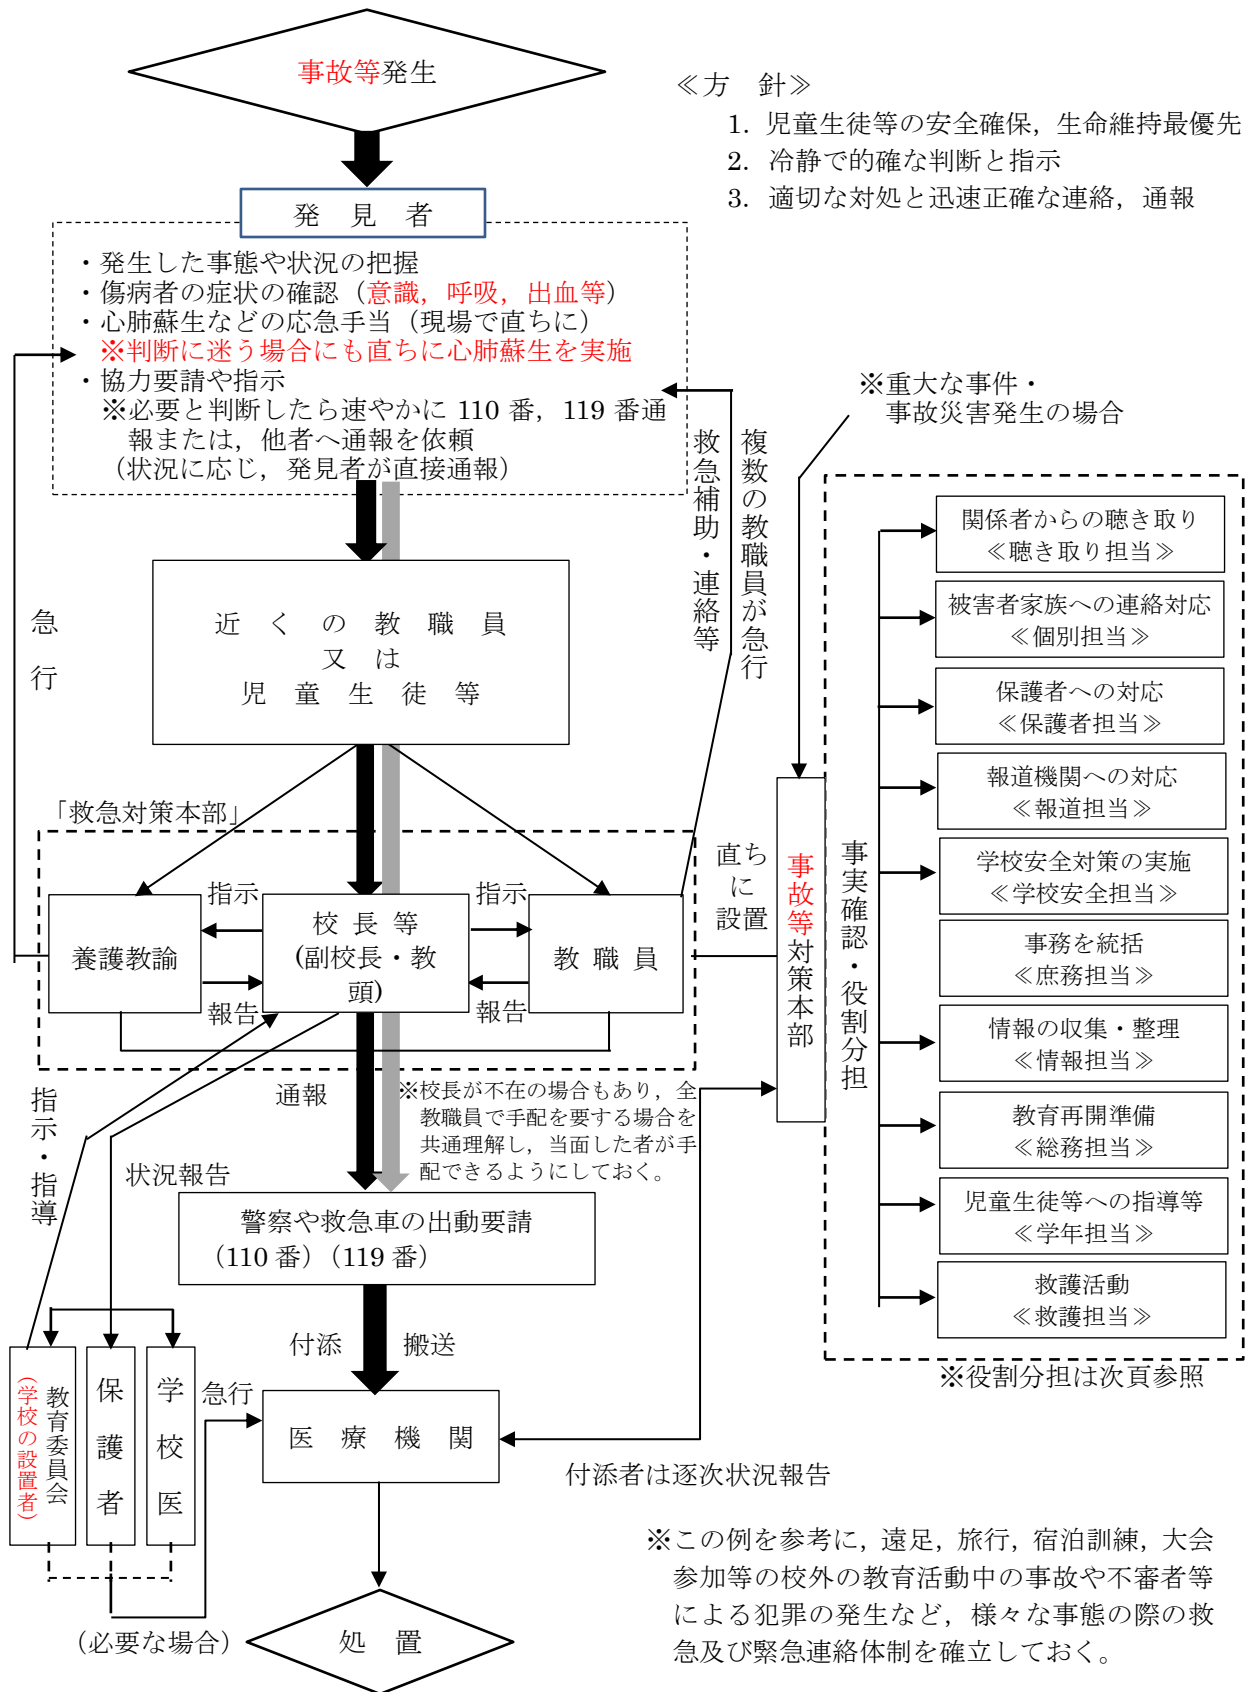 事故等発生
≪方　針≫
1. 児童生徒等の安全確保，生命維持最優先
2. 冷静で的確な判断と指示
3. 適切な対処と迅速正確な連絡，通報
発　見　者
・発生した事態や状況の把握
・傷病者の症状の確認（意識，呼吸，出血等）
・心肺蘇生などの応急手当（現場で直ちに）
※判断に迷う場合にも直ちに心肺蘇生を実施
・協力要請や指示
※必要と判断したら速やかに 110 番，119 番通
報または，他者へ通報を依頼
（状況に応じ，発見者が直接通報）
※重大な事件・
事故災害発生の場合
複数の教職員が急行
救急補助・連絡等
急行
近　く　の　教　職　員
又　は
児　童　生　徒　等
「救急対策本部」
指示
指示
養護教諭
校 長 等
(副校長・教
頭)
教 職 員
報告
報告
直ち
に
設置
事故等対策本部
事実確認・役割分担
関係者からの聴き取り
≪聴き取り担当≫
被害者家族への連絡対応
≪個別担当≫
保護者への対応
≪保護者担当≫
報道機関への対応
≪報道担当≫
学校安全対策の実施
≪学校安全担当≫
事務を統括
≪庶務担当≫
情報の収集・整理
≪情報担当≫
教育再開準備
≪総務担当≫
児童生徒等への指導等
≪学年担当≫
救護活動
≪救護担当≫
※役割分担は次頁参照
通報
※校長が不在の場合もあり，全
教職員で手配を要する場合を
共通理解し，当面した者が手
配できるようにしておく。
指示・指導
状況報告
警察や救急車の出動要請
（110 番）（119 番）
付添
搬送
教育委員会
(学校の設置者)
保護者
学校医
急行
医　療　機　関
付添者は逐次状況報告
（必要な場合）
処　置
※この例を参考に，遠足，旅行，宿泊訓練，大会
参加等の校外の教育活動中の事故や不審者等
による犯罪の発生など，様々な事態の際の救
急及び緊急連絡体制を確立しておく。